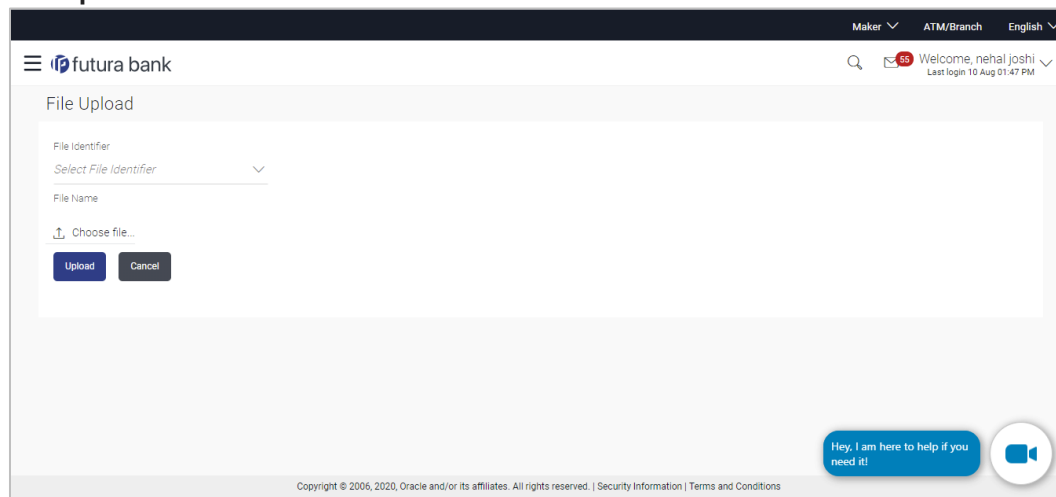 Maker ATM/Branch English
futura bank
55
Welcome, nehal joshi
Last login 10 Aug 01:47 PM
File Upload
File Identifier
Select File Identifier
File Name
Choose file...
Upload Cancel
Hey, I am here to help if you
need it!
Copyright © 2006, 2020, Oracle and/or its affiliates. All rights reserved. | Security Information | Terms and Conditions